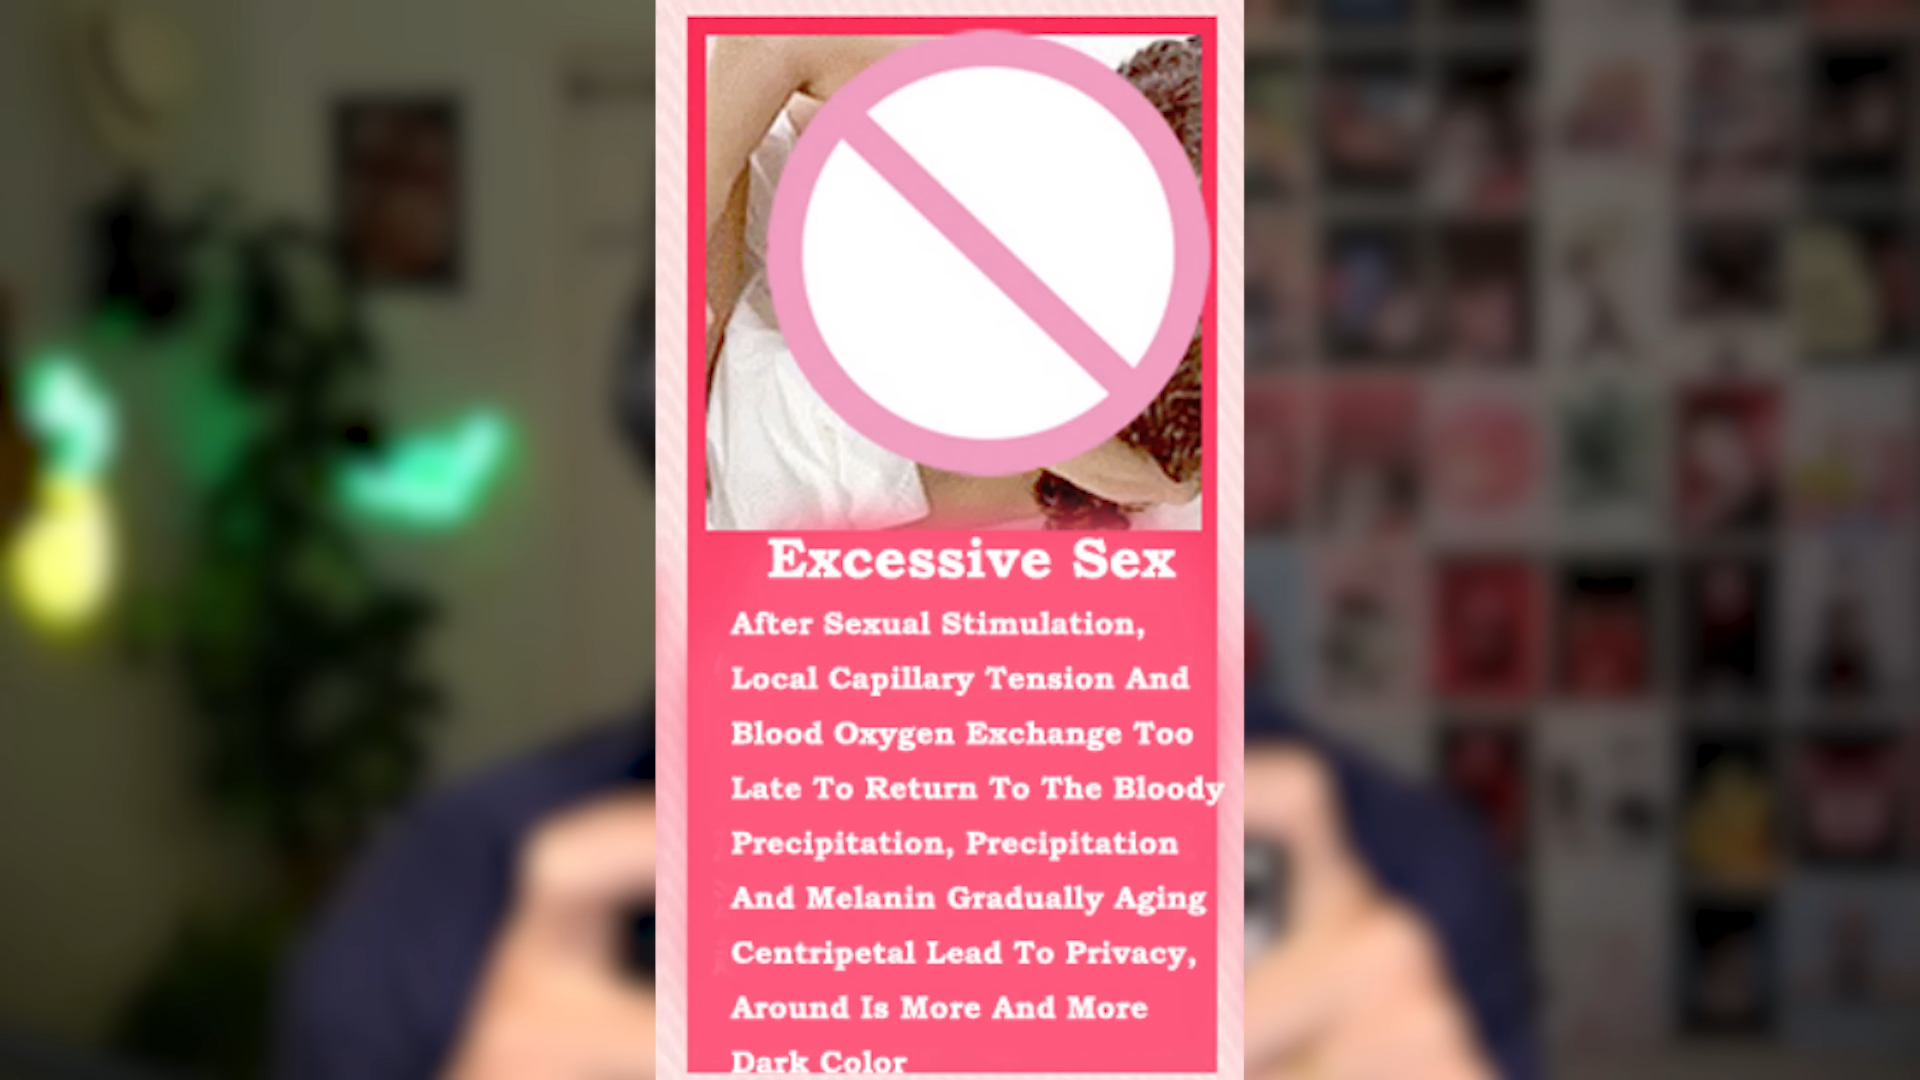 Excessive Sex
After Sexual Stimulation,
Local Capillary Tension And
Blood Oxygen Exchange Too
Late To Return To The Bloody
Precipitation, Precipitation
And Melanin Gradually Aging
Centripetal Lead To Privacy,
Around Is More And More
Dark Color